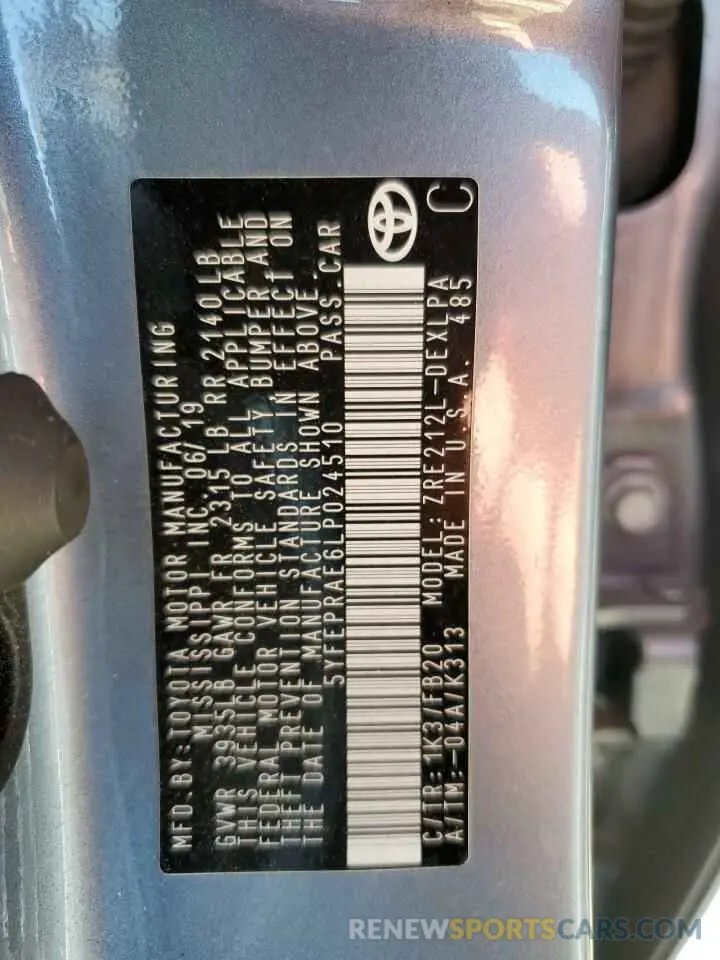 MFD.BY:TOYOTA MOTOR MANUFACTURING
MISSISSIPPI INC. 06/19
GVWR 3935LB GAWR FR 2315 LB RR 2140LB
THIS VEHICLE CONFORMS TO ALL APPLICABLE
FEDERAL MOTOR VEHICLE SAFETY, BUMPER AND
THEFT PREVENTION STANDARDS IN EFFECT ON
THE DATE OF MANUFACTURE SHOWN ABOVE.
5YFEPRAE6LP024510 PASS.CAR
C/TR:1K3/FB20 MODEL:ZRE212L-DEXLPA
A/TM:-04A/K313 MADE IN U.S.A. 485
C
RENEWSPORTSCARS.COM